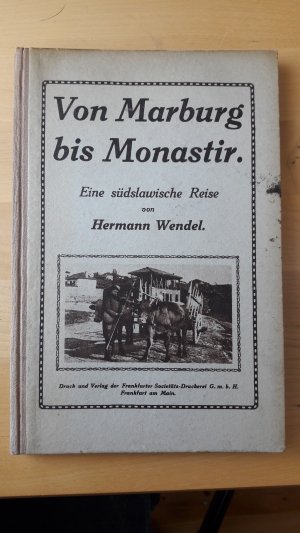 Von Marburg
bis Monastir.
Eine südslawische Reise
von
Hermann Wendel.
Druck und Verlag der Frankfurter Societäts-Druckerei G. m. b. H.
Frankfurt am Main.